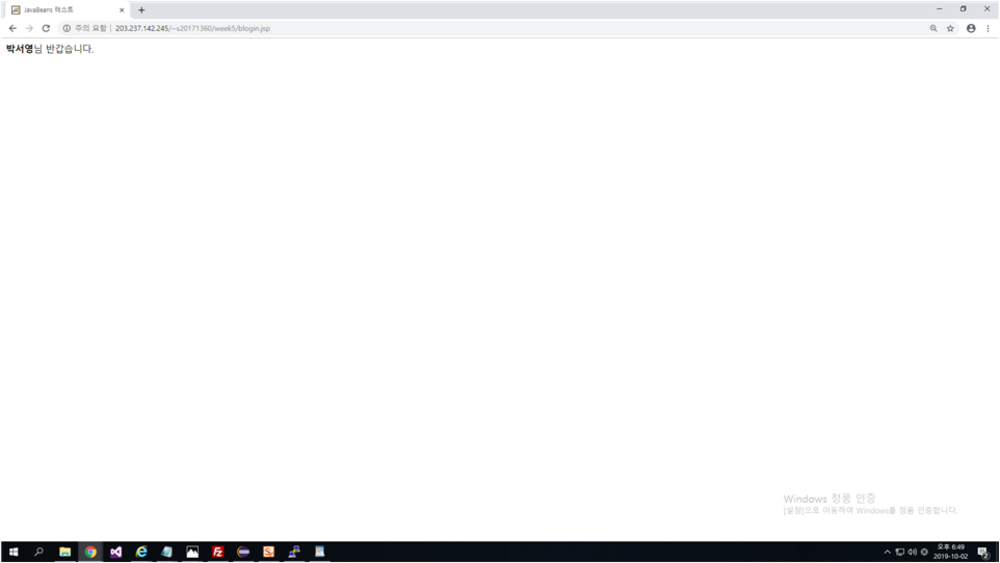 JavaBeans 테스트
주의 요함 | 203.237.142.245/~s20171360/week5/blogin.jsp
박서영님 반갑습니다.
Windows 정품 인증
[설정]으로 이동하여 Windows를 정품 인증합니다.
오후 6:49
2019-10-02
2